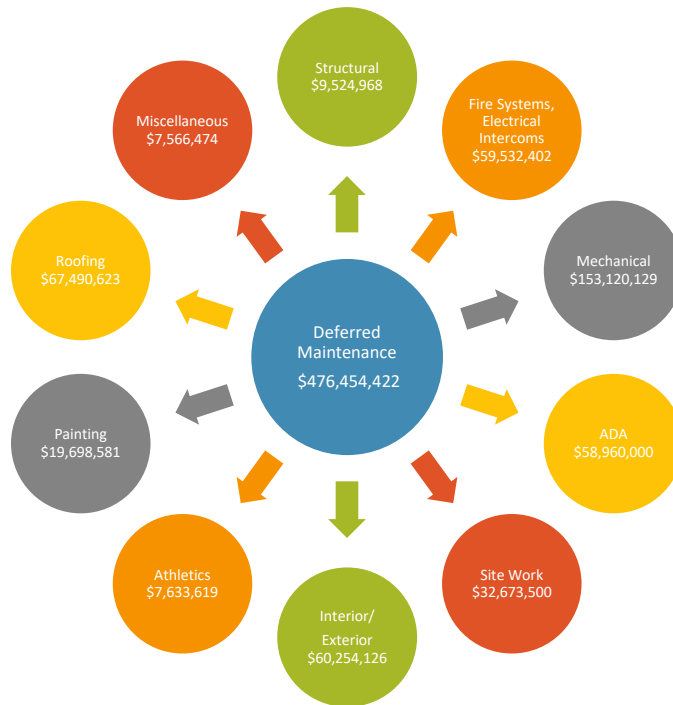 Structural
$9,524,968
Fire Systems,
Electrical
Intercoms
$59,532,402
Mechanical
$153,120,129
ADA
$58,960,000
Site Work
$32,673,500
Interior/
Exterior
$60,254,126
Athletics
$7,633,619
Painting
$19,698,581
Roofing
$67,490,623
Miscellaneous
$7,566,474
Deferred
Maintenance
$476,454,422